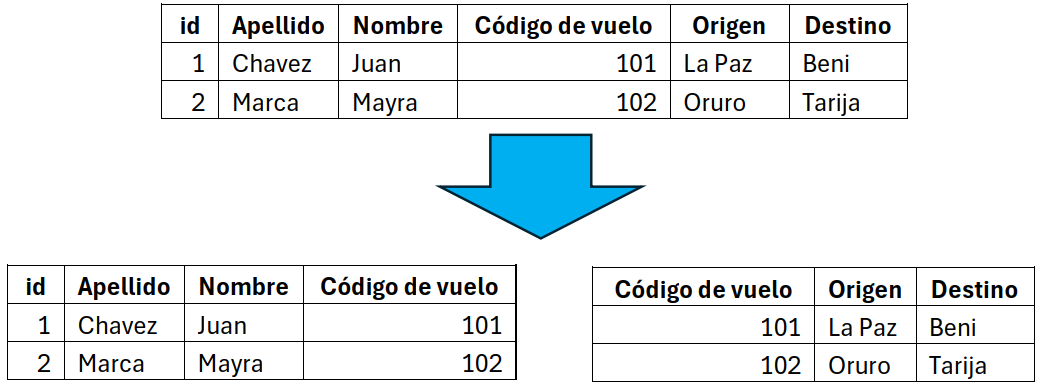 id Apellido Nombre Código de vuelo Origen Destino
1 Chavez Juan 101 La Paz Beni
2 Marca Mayra 102 Oruro Tarija
id Apellido Nombre Código de vuelo
1 Chavez Juan 101
2 Marca Mayra 102
Código de vuelo Origen Destino
101 La Paz Beni
102 Oruro Tarija